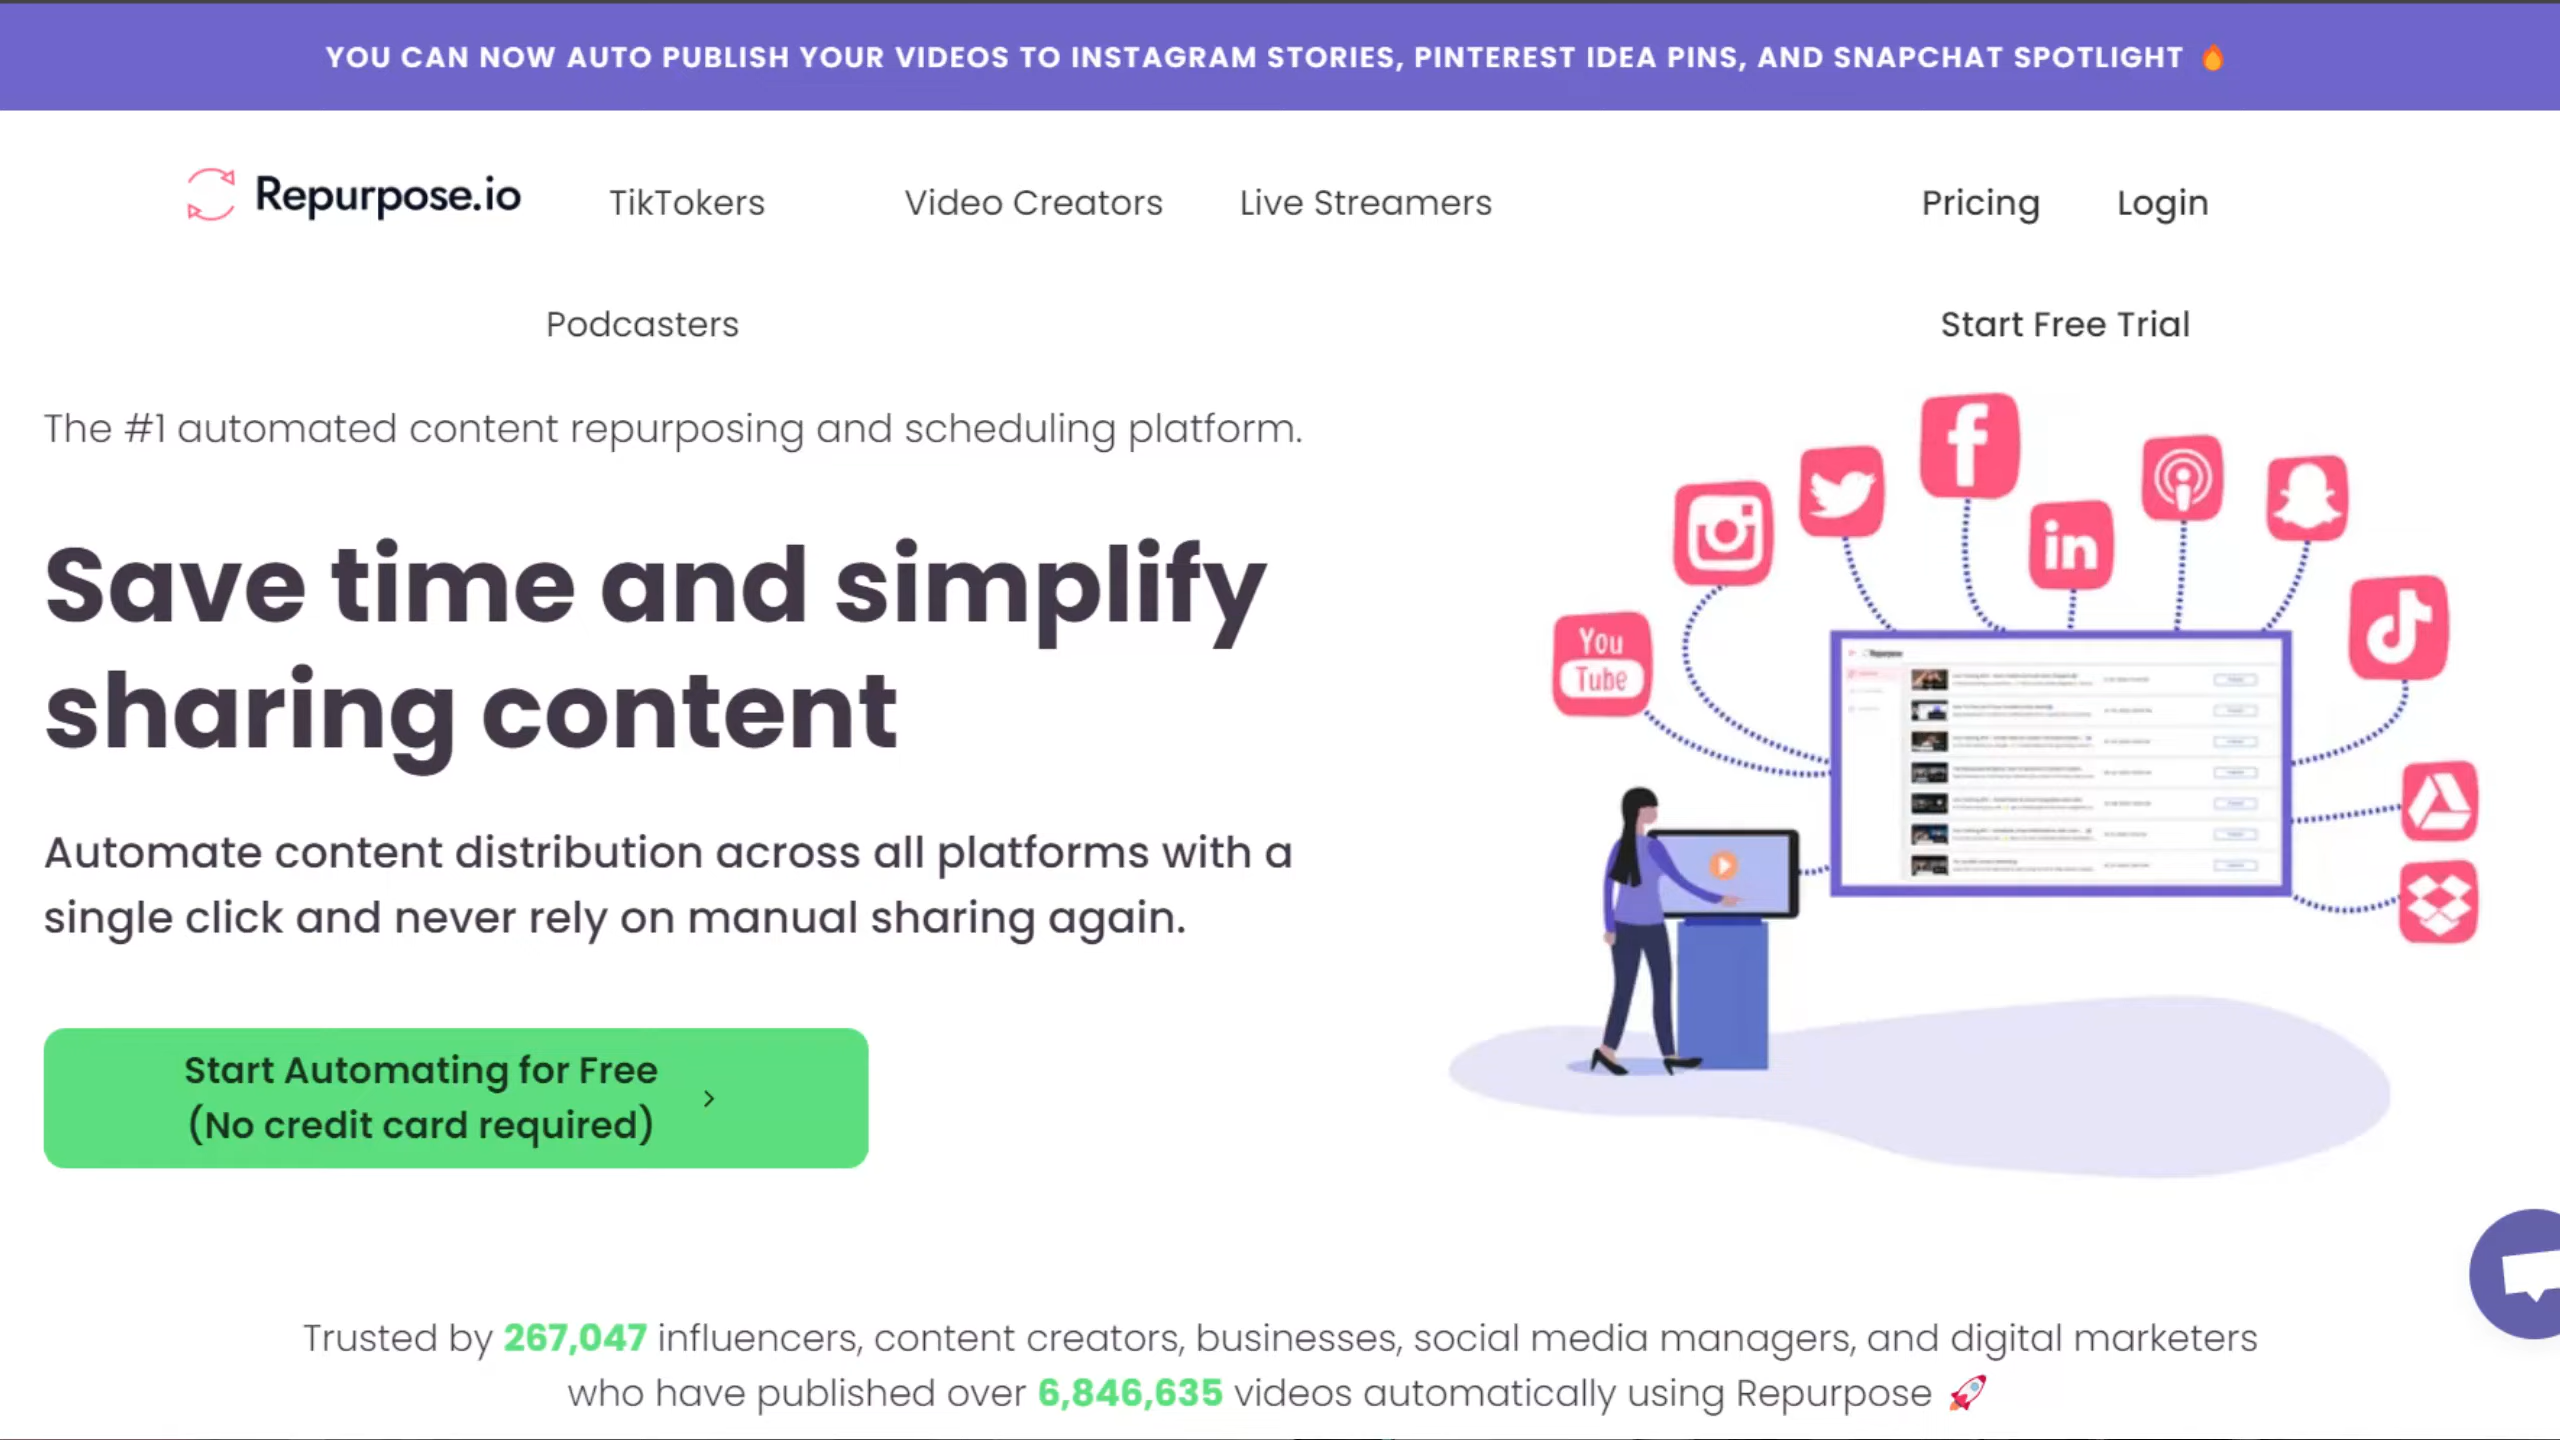 YOU CAN NOW AUTO PUBLISH YOUR VIDEOS TO INSTAGRAM STORIES, PINTEREST IDEA PINS, AND SNAPCHAT SPOTLIGHT 🔥
Repurpose.io
TikTokers
Video Creators
Live Streamers
Pricing
Login
Podcasters
Start Free Trial
The #1 automated content repurposing and scheduling platform.
Save time and simplify
sharing content
Automate content distribution across all platforms with a
single click and never rely on manual sharing again.
Start Automating for Free
(No credit card required)
in
You
Tube
Repurpose
Trusted by 267,047 influencers, content creators, businesses, social media managers, and digital marketers
who have published over 6,846,635 videos automatically using Repurpose 🚀